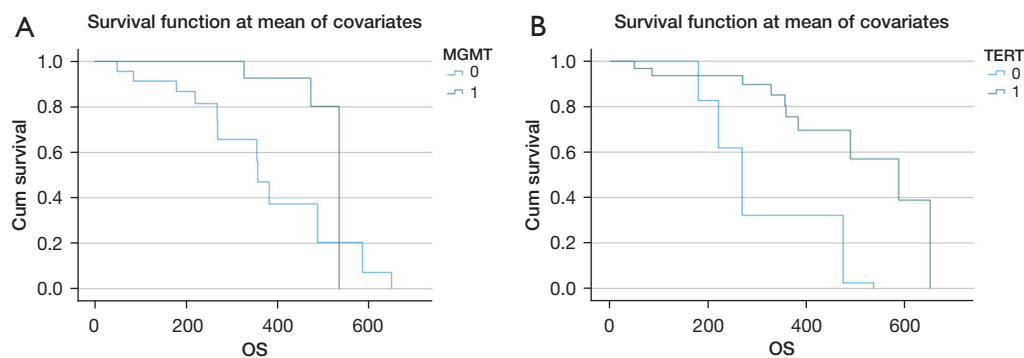 A
Survival function at mean of covariates
MGMT
0
1
1.0
0.8
0.6
0.4
0.2
0.0
Cum survival
0 200 400 600
OS
B
Survival function at mean of covariates
TERT
0
1
1.0
0.8
0.6
0.4
0.2
0.0
Cum survival
0 200 400 600
OS